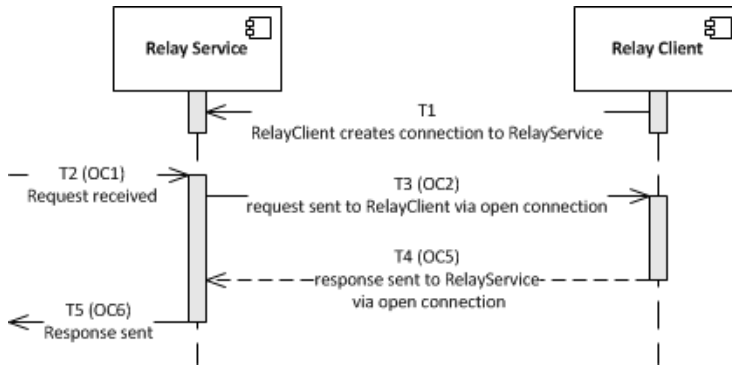 Relay Service
Relay Client
T1
RelayClient creates connection to RelayService
T2 (OC1)
Request received
T3 (OC2)
request sent to RelayClient via open connection
T4 (OC5)
response sent to RelayService
via open connection
T5 (OC6)
Response sent